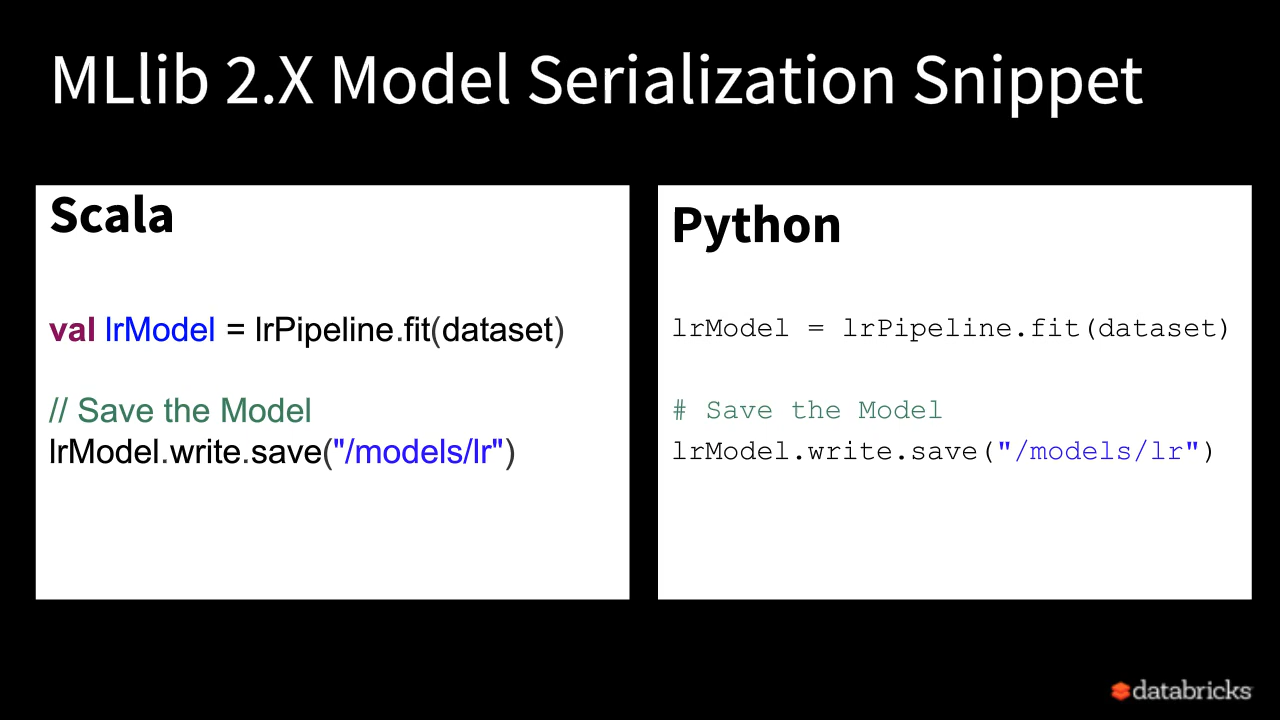 MLlib 2.X Model Serialization Snippet
Scala
val lrModel = lrPipeline.fit(dataset)
// Save the Model
lrModel.write.save("/models/lr")
Python
lrModel = lrPipeline.fit(dataset)
# Save the Model
lrModel.write.save("/models/lr")
databricks